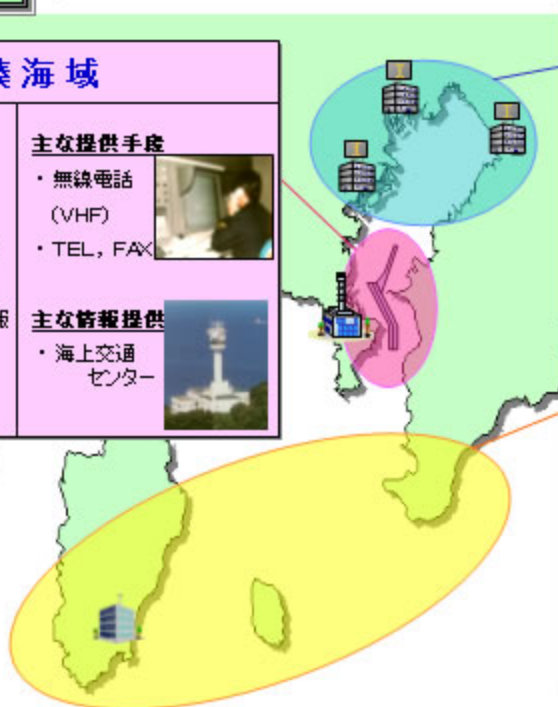 海域
主な提供手段
・無線電話
(VHF)
・TEL，FAX
主な情報提供
・海上交通
センター
報